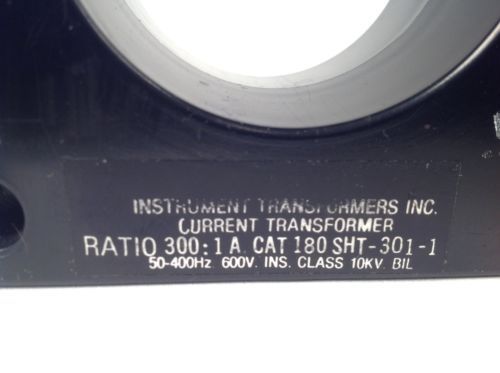 INSTRUMENT TRANSFORMERS INC.
CURRENT TRANSFORMER
RATIO 300:1 A. CAT 180 SHT-301-1
50-400Hz 600V. INS. CLASS 10KV. BIL